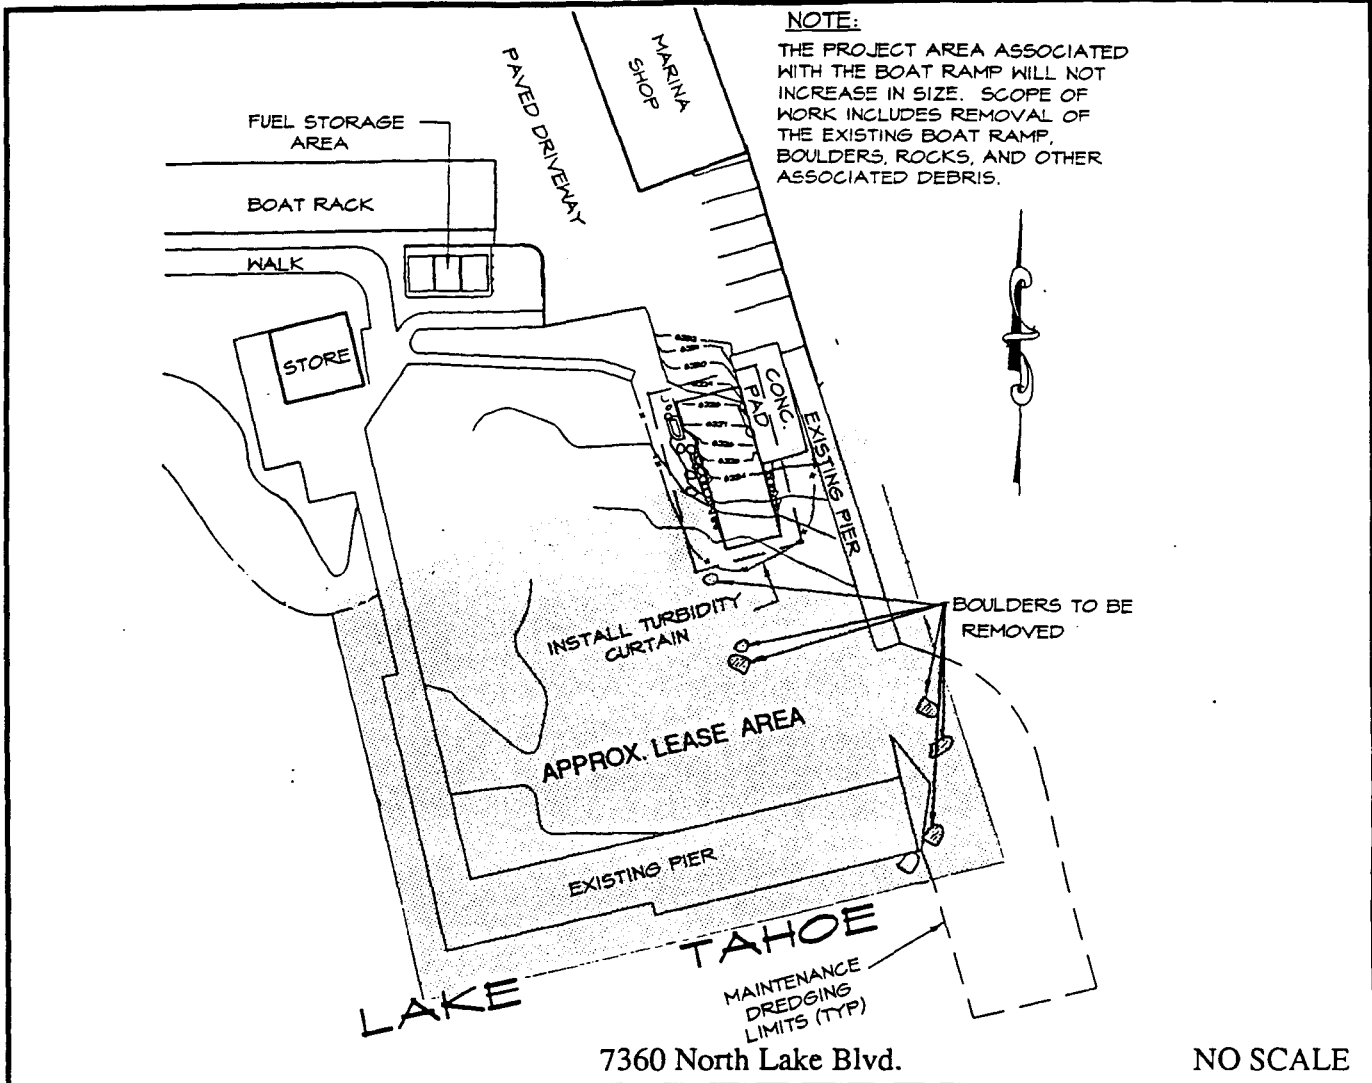 NOTE:
THE PROJECT AREA ASSOCIATED
WITH THE BOAT RAMP WILL NOT
INCREASE IN SIZE. SCOPE OF
WORK INCLUDES REMOVAL OF
THE EXISTING BOAT RAMP,
BOULDERS, ROCKS, AND OTHER
ASSOCIATED DEBRIS.
MARINA
SHOP
PAVED DRIVEWAY
FUEL STORAGE
AREA
BOAT RACK
WALK
STORE
CONC.
PAD
EXISTING PIER
BOULDERS TO BE
REMOVED
INSTALL TURBIDITY
CURTAIN
APPROX. LEASE AREA
EXISTING PIER
LAKE TAHOE
MAINTENANCE
DREDGING
LIMITS (TYP)
7360 North Lake Blvd.
NO SCALE